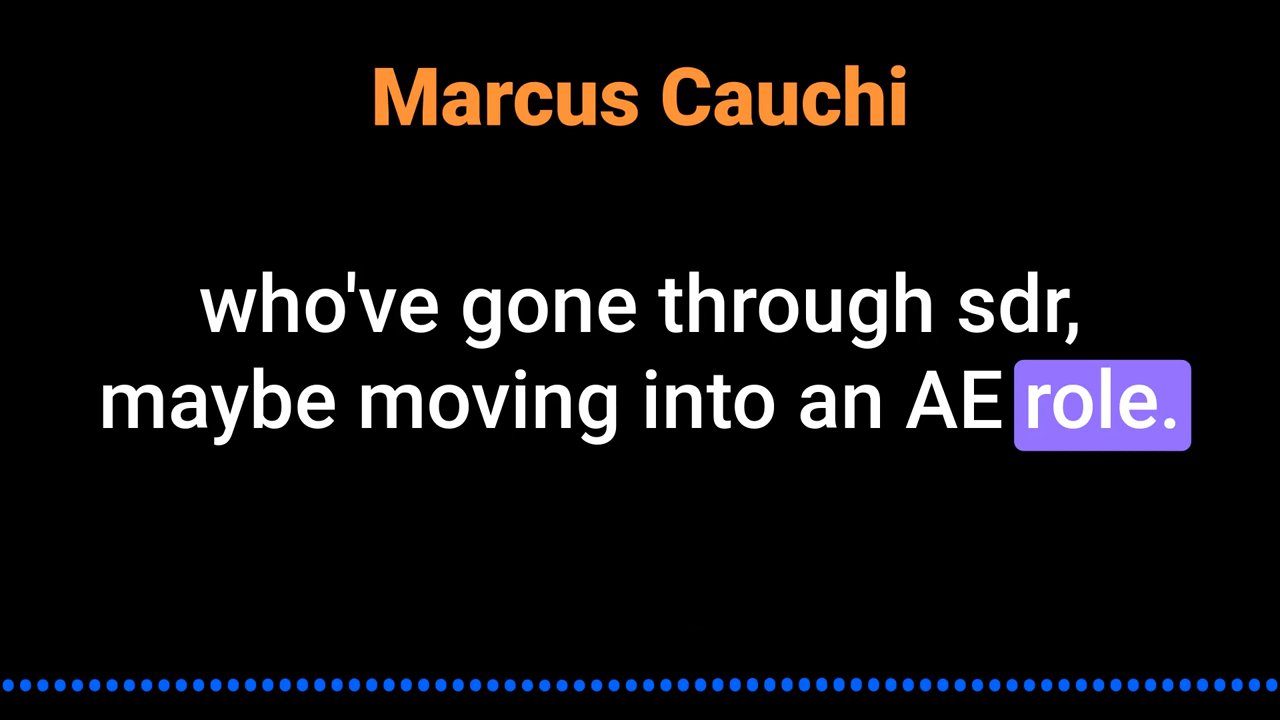 Marcus Cauchi
who've gone through sdr,
maybe moving into an AE role.